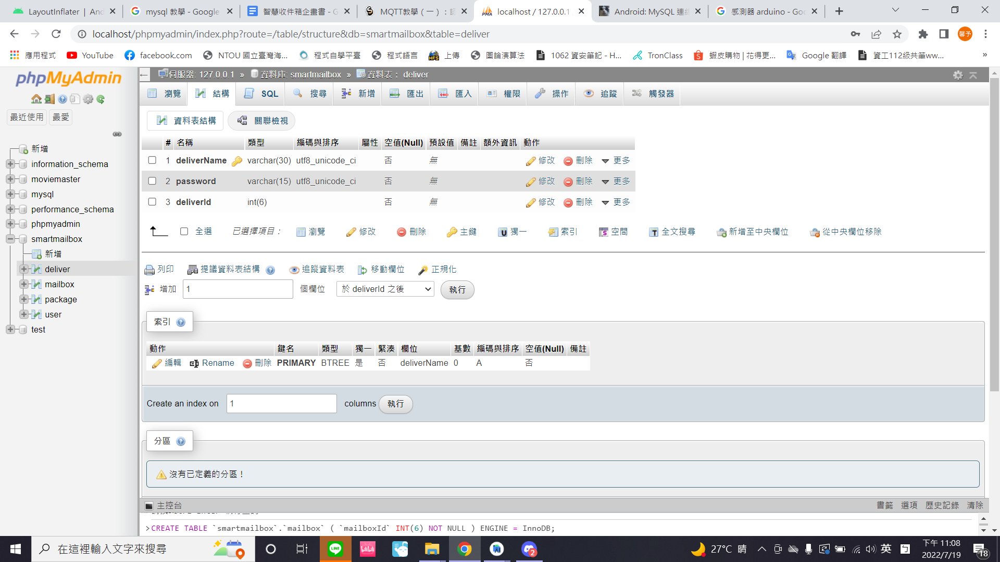 LayoutInflater | And
mysql 教學 - Google
智慧收件箱企畫書 - G
MQTT教學（一）：認
localhost / 127.0.0.1
Android: MySQL 連線
感測器 arduino - Goo
localhost/phpmyadmin/index.php?route=/table/structure&db=smartmailbox&table=deliver
馨予
應用程式
YouTube
facebook.com
NTOU 國立臺灣海...
程式自學平臺
程式語言
上傳
圖論演算法
1062 資安筆記 - H...
TronClass
蝦皮購物 | 花得更...
Google 翻譯
資工112級共筆ww...
»
phpMyAdmin
最近使用
最愛
新增
information_schema
moviemaster
mysql
performance_schema
phpmyadmin
smartmailbox
新增
deliver
mailbox
package
user
test
伺服器: 127.0.0.1 » 資料庫: smartmailbox » 資料表： deliver
瀏覽 結構 SQL 搜尋 新增 匯出 匯入 權限 操作 追蹤 觸發器
資料表結構 關聯檢視
# 名稱 類型 編碼與排序 屬性 空值(Null) 預設值 備註 額外資訊 動作
1 deliverName varchar(30) utf8_unicode_ci 否 無 修改 刪除 更多
2 password varchar(15) utf8_unicode_ci 否 無 修改 刪除 更多
3 deliverId int(6) 否 無 修改 刪除 更多
全選 已選擇項目： 瀏覽 修改 刪除 主鍵 獨一 索引 空間 全文搜尋 新增至中央欄位 從中央欄位移除
列印 提議資料表結構 追蹤資料表 移動欄位 正規化
增加 1 個欄位 於 deliverId 之後 執行
索引
動作 鍵名 類型 獨一 緊湊 欄位 基數 編碼與排序 空值(Null) 備註
編輯 Rename 刪除 PRIMARY BTREE 是 否 deliverName 0 A 否
Create an index on 1 columns 執行
分區
沒有已定義的分區！
主控台 書籤 選項 歷史記錄 清除
>CREATE TABLE `smartmailbox`.`mailbox` ( `mailboxId` INT(6) NOT NULL ) ENGINE = InnoDB;
在這裡輸入文字來搜尋
LINE
2
27°C 晴
英
下午 11:08
2022/7/19
18